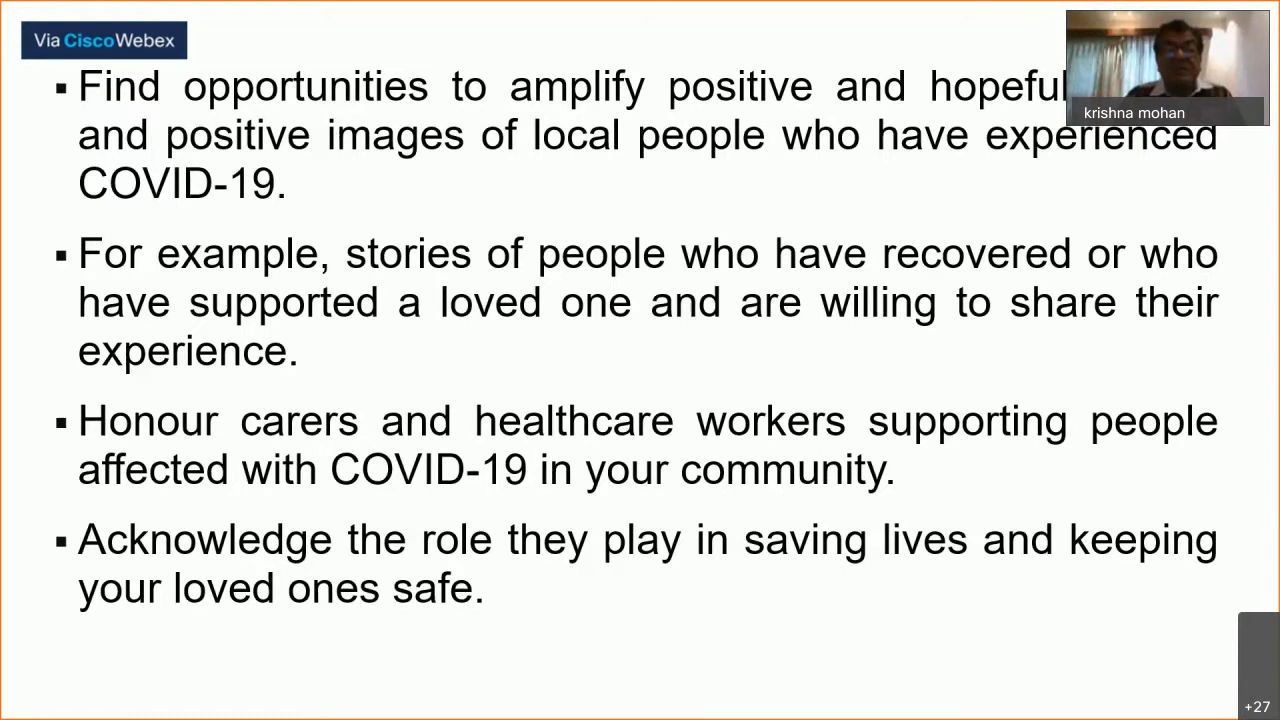 Via CiscoWebex
krishna mohan
▪ Find opportunities to amplify positive and hopeful
and positive images of local people who have experienced
COVID-19.
▪ For example, stories of people who have recovered or who
have supported a loved one and are willing to share their
experience.
▪ Honour carers and healthcare workers supporting people
affected with COVID-19 in your community.
▪ Acknowledge the role they play in saving lives and keeping
your loved ones safe.
+27